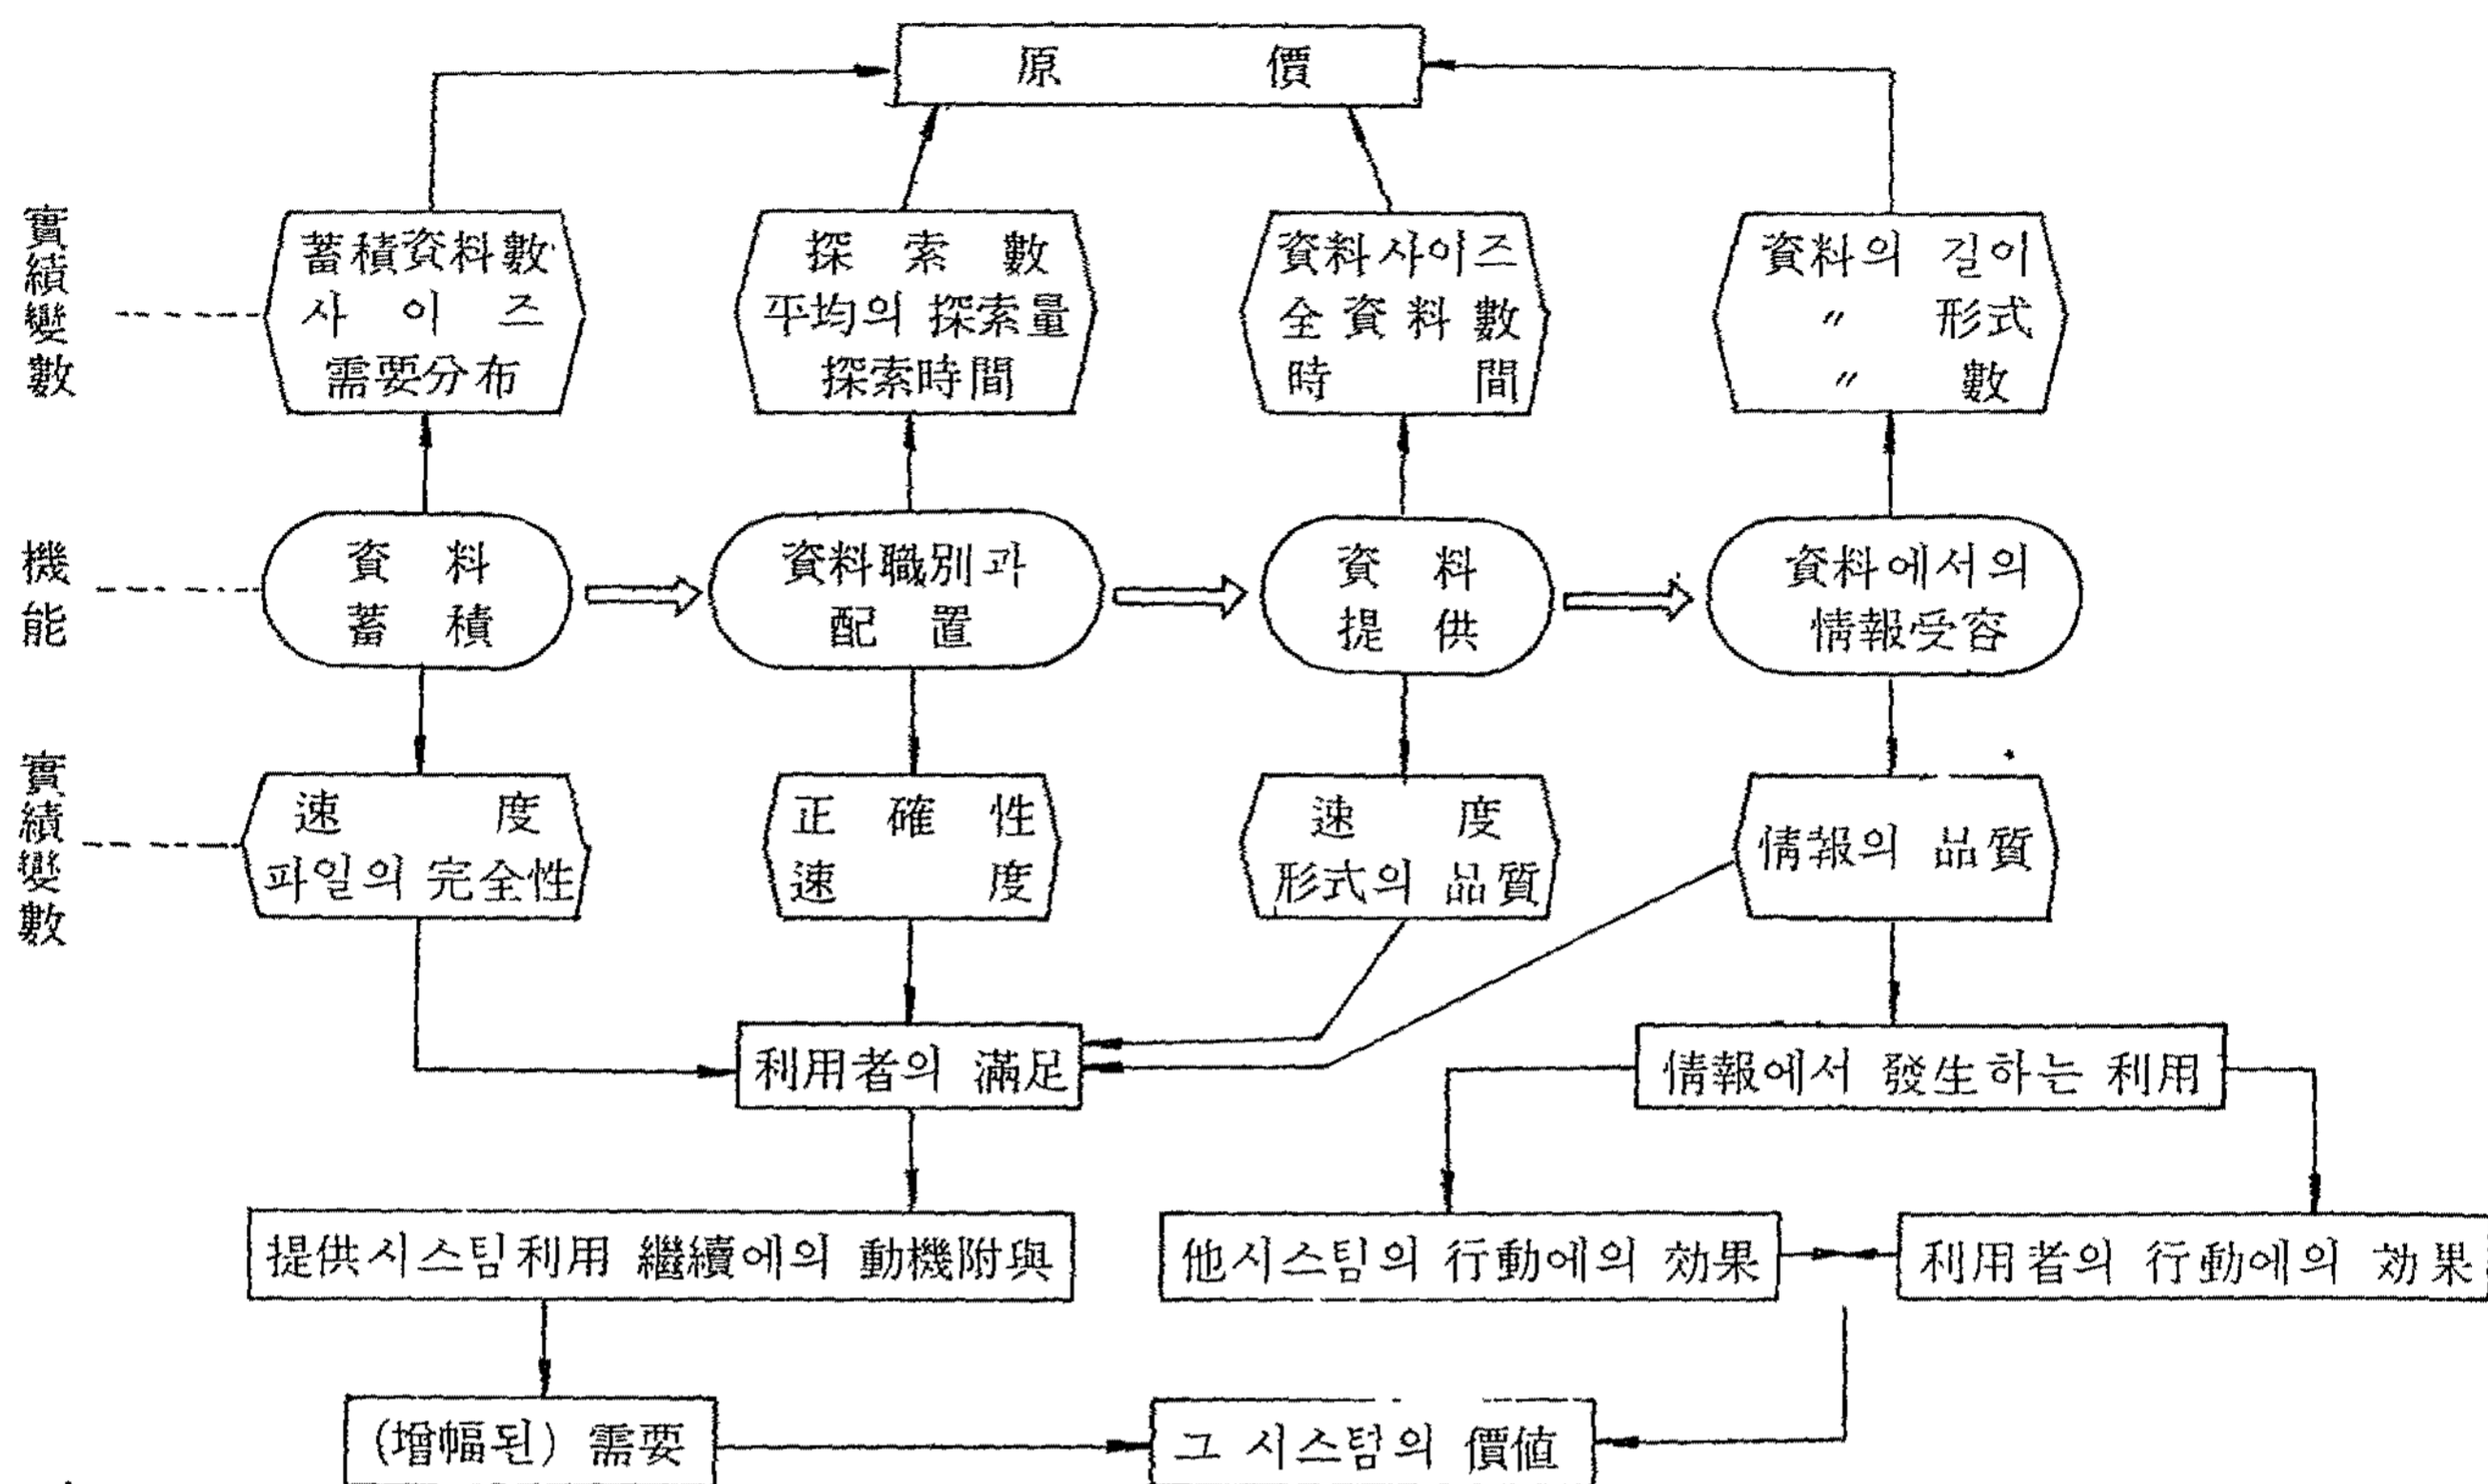 原 價
實績變數
蓄積資料數
사 이 즈
需要分布
探 索 數
平均의 探索量
探索時間
資料사이즈
全資料數
時 間
資料의 길이
〃 形式
〃 數
機能
資 料
蓄 積
資料職別과
配 置
資 料
提 供
資料에서의
情報受容
實績變數
速 度
파일의 完全性
正 確 性
速 度
速 度
形式의 品質
情報의 品質
利用者의 滿足
情報에서 發生하는 利用
提供시스팀利用 繼續에의 動機附與
他시스팀의 行動에의 効果
利用者의 行動에의 効果
(增幅된) 需要
그 시스텀의 價値